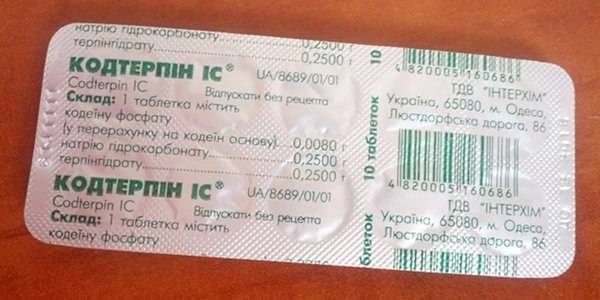 натрію гідрокарбонату.............0,2500 г
терпінгідрату...........................0,2500 г
КОДТЕРПІН ІС®
UA/8689/01/01
Codterpin IC
Відпускати без рецепта
Склад: 1 таблетка містить
кодеїну фосфату
(у перерахунку на кодеїн основу)....0,0080 г
натрію гідрокарбонату.............0,2500 г
терпінгідрату...........................0,2500 г
КОДТЕРПІН ІС®
UA/8689/01/01
Codterpin IC
Відпускати без рецепта
Склад: 1 таблетка містить
кодеїну фосфату
10 таблеток
10 таблеток
блеток
4 820005 160686
ТДВ "ІНТЕРХІМ"
Україна, 65080, м. Одеса,
Люстдорфська дорога, 86
4 820005 160686
ТДВ "ІНТЕРХІМ"
Україна, 65080, м. Одеса,
Люстдорфська дорога, 86